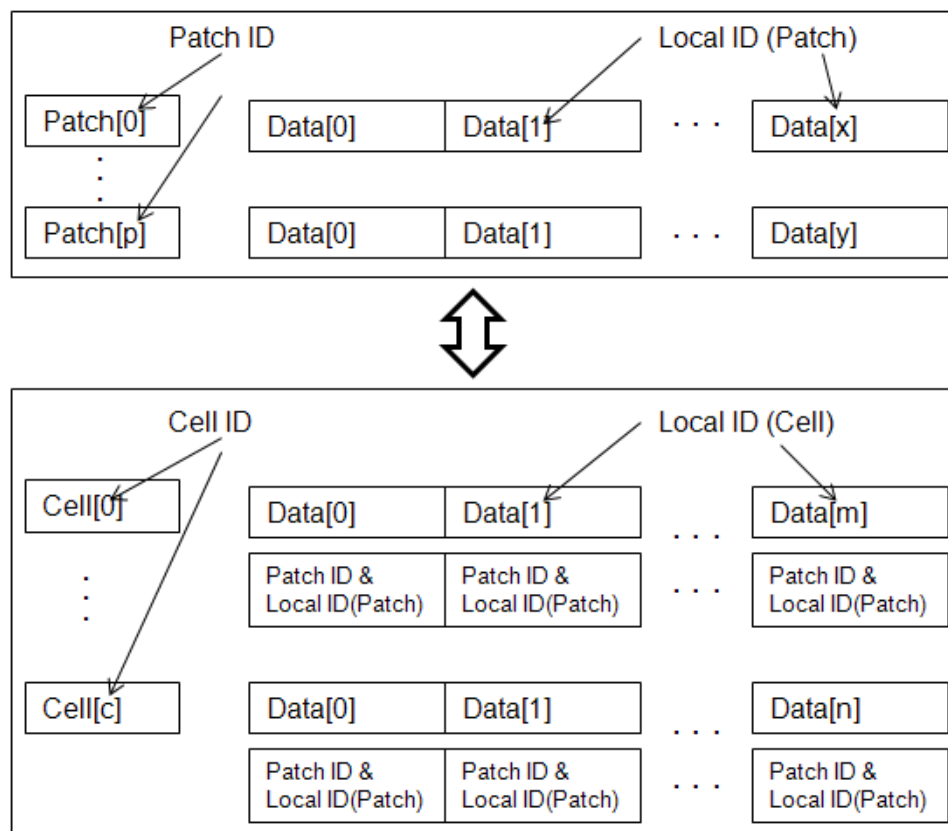 Patch ID Local ID (Patch)
Patch[0] Data[0] Data[1] . . . Data[x]
Patch[p] Data[0] Data[1] . . . Data[y]
Cell ID Local ID (Cell)
Cell[0] Data[0] Data[1] . . . Data[m]
Patch ID & Patch ID & Patch ID &
Local ID(Patch) Local ID(Patch) . . . Local ID(Patch)
Cell[c] Data[0] Data[1] . . . Data[n]
Patch ID & Patch ID & Patch ID &
Local ID(Patch) Local ID(Patch) . . . Local ID(Patch)